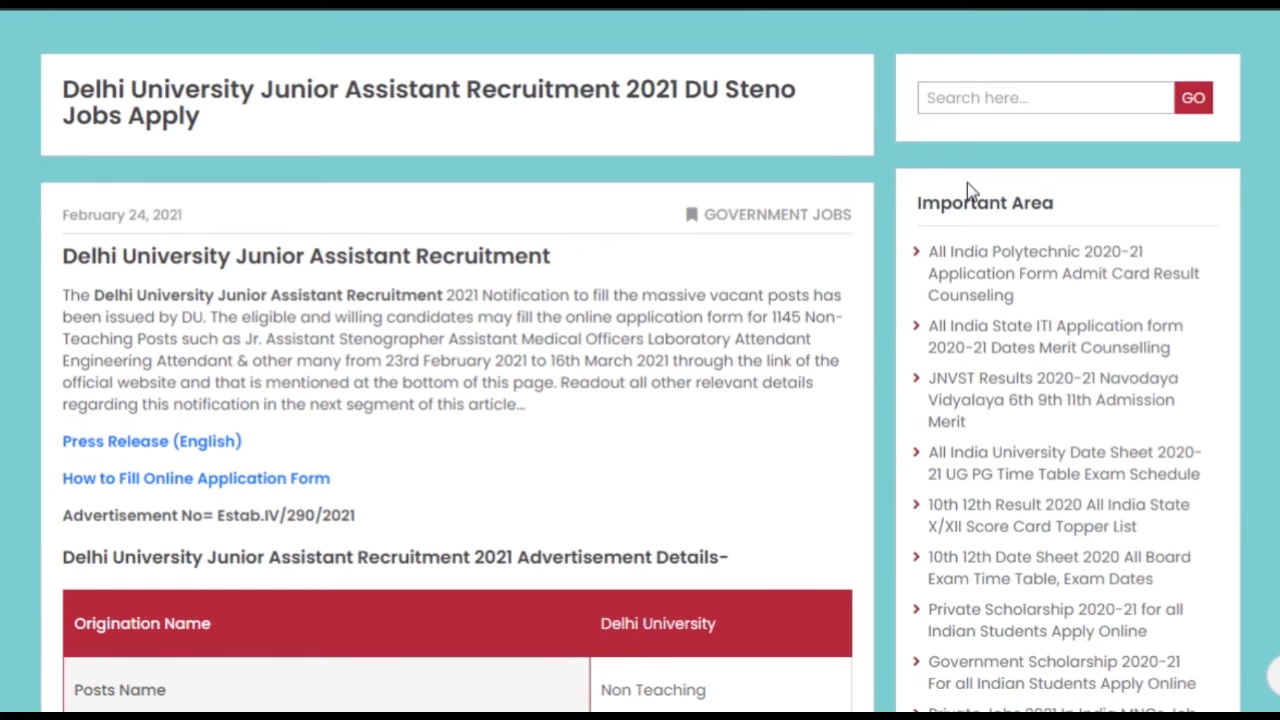 Delhi University Junior Assistant Recruitment 2021 DU Steno
Jobs Apply
February 24, 2021
GOVERNMENT JOBS
Delhi University Junior Assistant Recruitment
The Delhi University Junior Assistant Recruitment 2021 Notification to fill the massive vacant posts has
been issued by DU. The eligible and willing candidates may fill the online application form for 1145 Non-
Teaching Posts such as Jr. Assistant Stenographer Assistant Medical Officers Laboratory Attendant
Engineering Attendant & other many from 23rd February 2021 to 16th March 2021 through the link of the
official website and that is mentioned at the bottom of this page. Readout all other relevant details
regarding this notification in the next segment of this article...
Press Release (English)
How to Fill Online Application Form
Advertisement No= Estab.IV/290/2021
Delhi University Junior Assistant Recruitment 2021 Advertisement Details-
Origination Name
Delhi University
Posts Name
Non Teaching
Search here...
GO
Important Area
All India Polytechnic 2020-21
Application Form Admit Card Result
Counseling
All India State ITI Application form
2020-21 Dates Merit Counselling
JNVST Results 2020-21 Navodaya
Vidyalaya 6th 9th 11th Admission
Merit
All India University Date Sheet 2020-
21 UG PG Time Table Exam Schedule
10th 12th Result 2020 All India State
X/XII Score Card Topper List
10th 12th Date Sheet 2020 All Board
Exam Time Table, Exam Dates
Private Scholarship 2020-21 for all
Indian Students Apply Online
Government Scholarship 2020-21
For all Indian Students Apply Online
Private Jobs 2021 In India MNCs Job